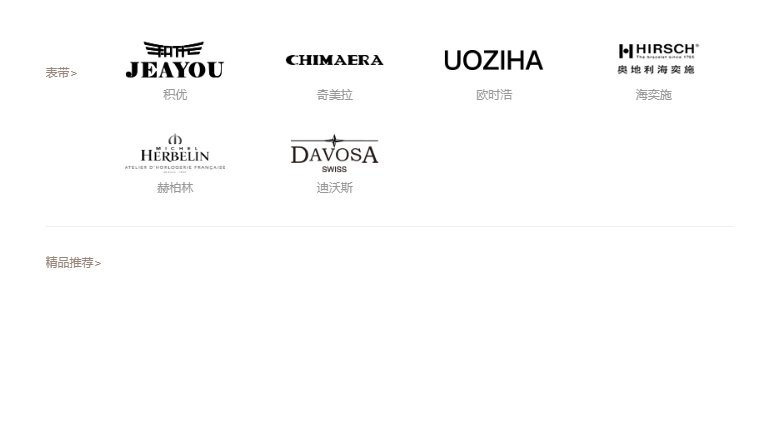 表带>
JEAYOU
积优
CHIMAERA
奇美拉
UOZIHA
欧时浩
HIRSCH®
The bracelet since 1765
奥地利海奕施
海奕施
MICHEL
HERBELIN
ATELIER D'HORLOGERIE FRANÇAISE
赫柏林
DAVOSA
SWISS
迪沃斯
精品推荐>